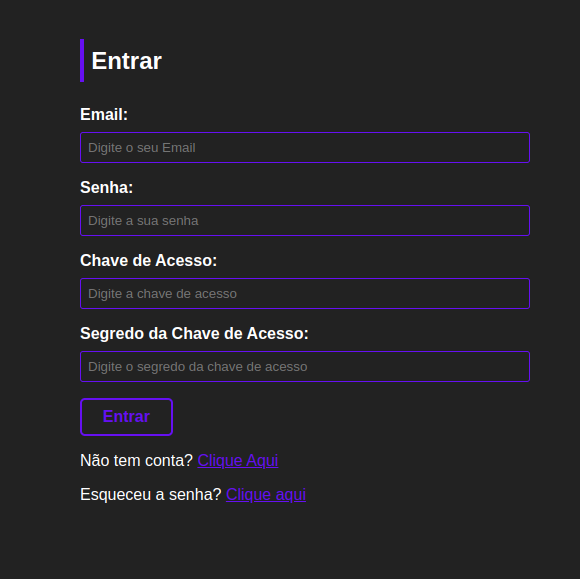 Entrar
Email:
Digite o seu Email
Senha:
Digite a sua senha
Chave de Acesso:
Digite a chave de acesso
Segredo da Chave de Acesso:
Digite o segredo da chave de acesso
Entrar
Não tem conta? Clique Aqui
Esqueceu a senha? Clique aqui